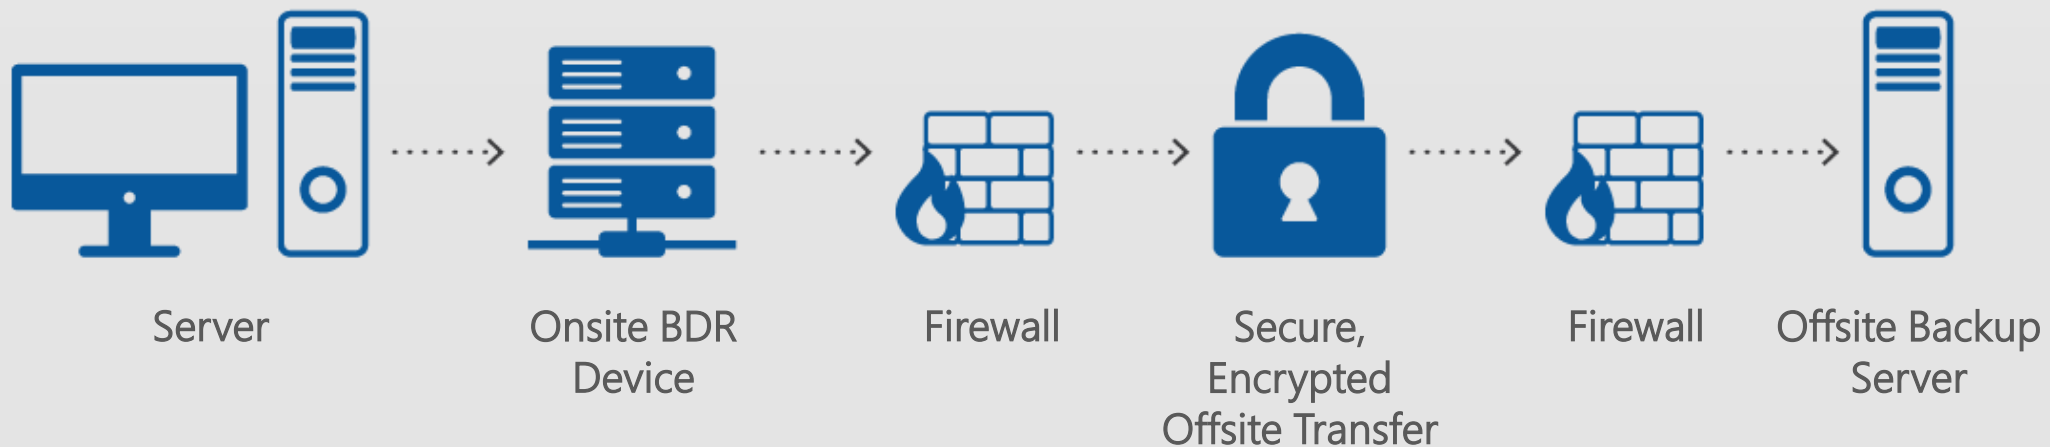 Server
Onsite BDR
Device
Firewall
Secure,
Encrypted
Offsite Transfer
Firewall
Offsite Backup
Server